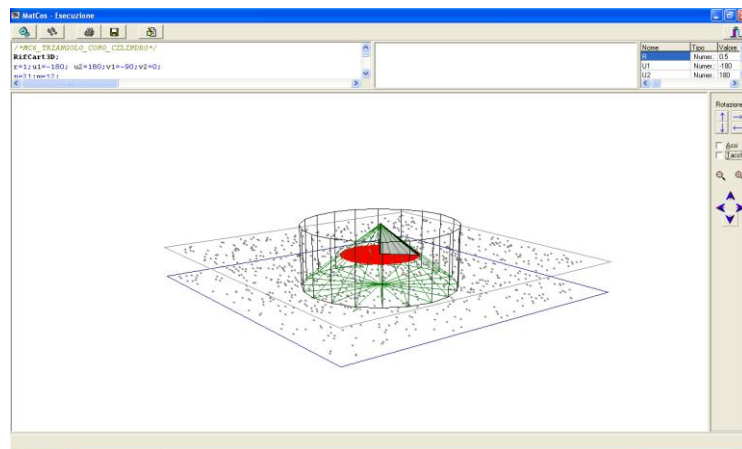 MatCos - Esecuzione
/*MC6_TRIANGOLO_CONO_CILINDRO*/
RifCart3D;
r=1;u1=-180; u2=180;v1=-90;v2=0;
Nome Tipo Valore
R Numer. 0.5
U1 Numer. -180
U2 Numer. 180
Rotazione
Assi